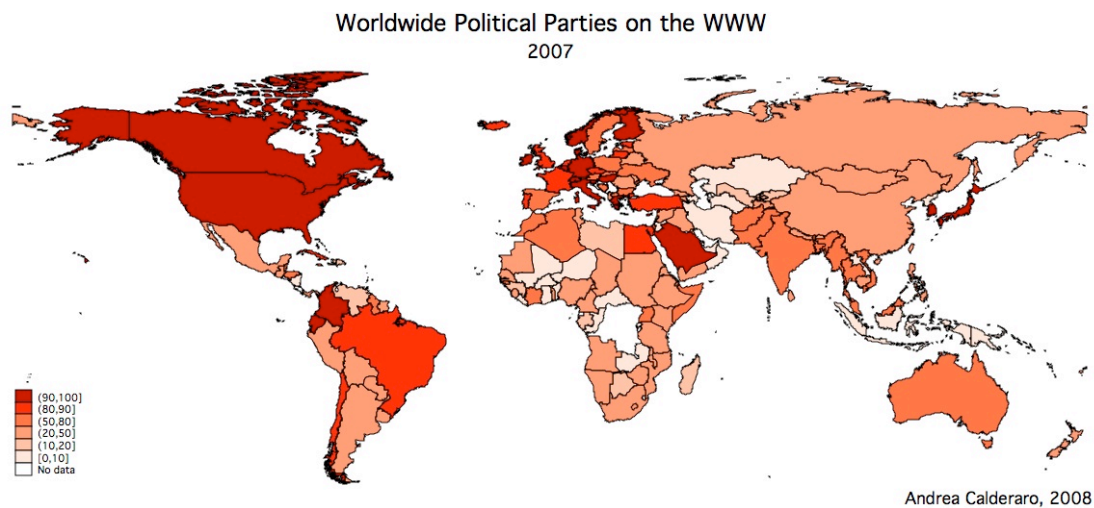 Worldwide Political Parties on the WWW
2007
(90,100]
(80,90]
(50,80]
(20,50]
(10,20]
[0,10]
No data
Andrea Calderaro, 2008